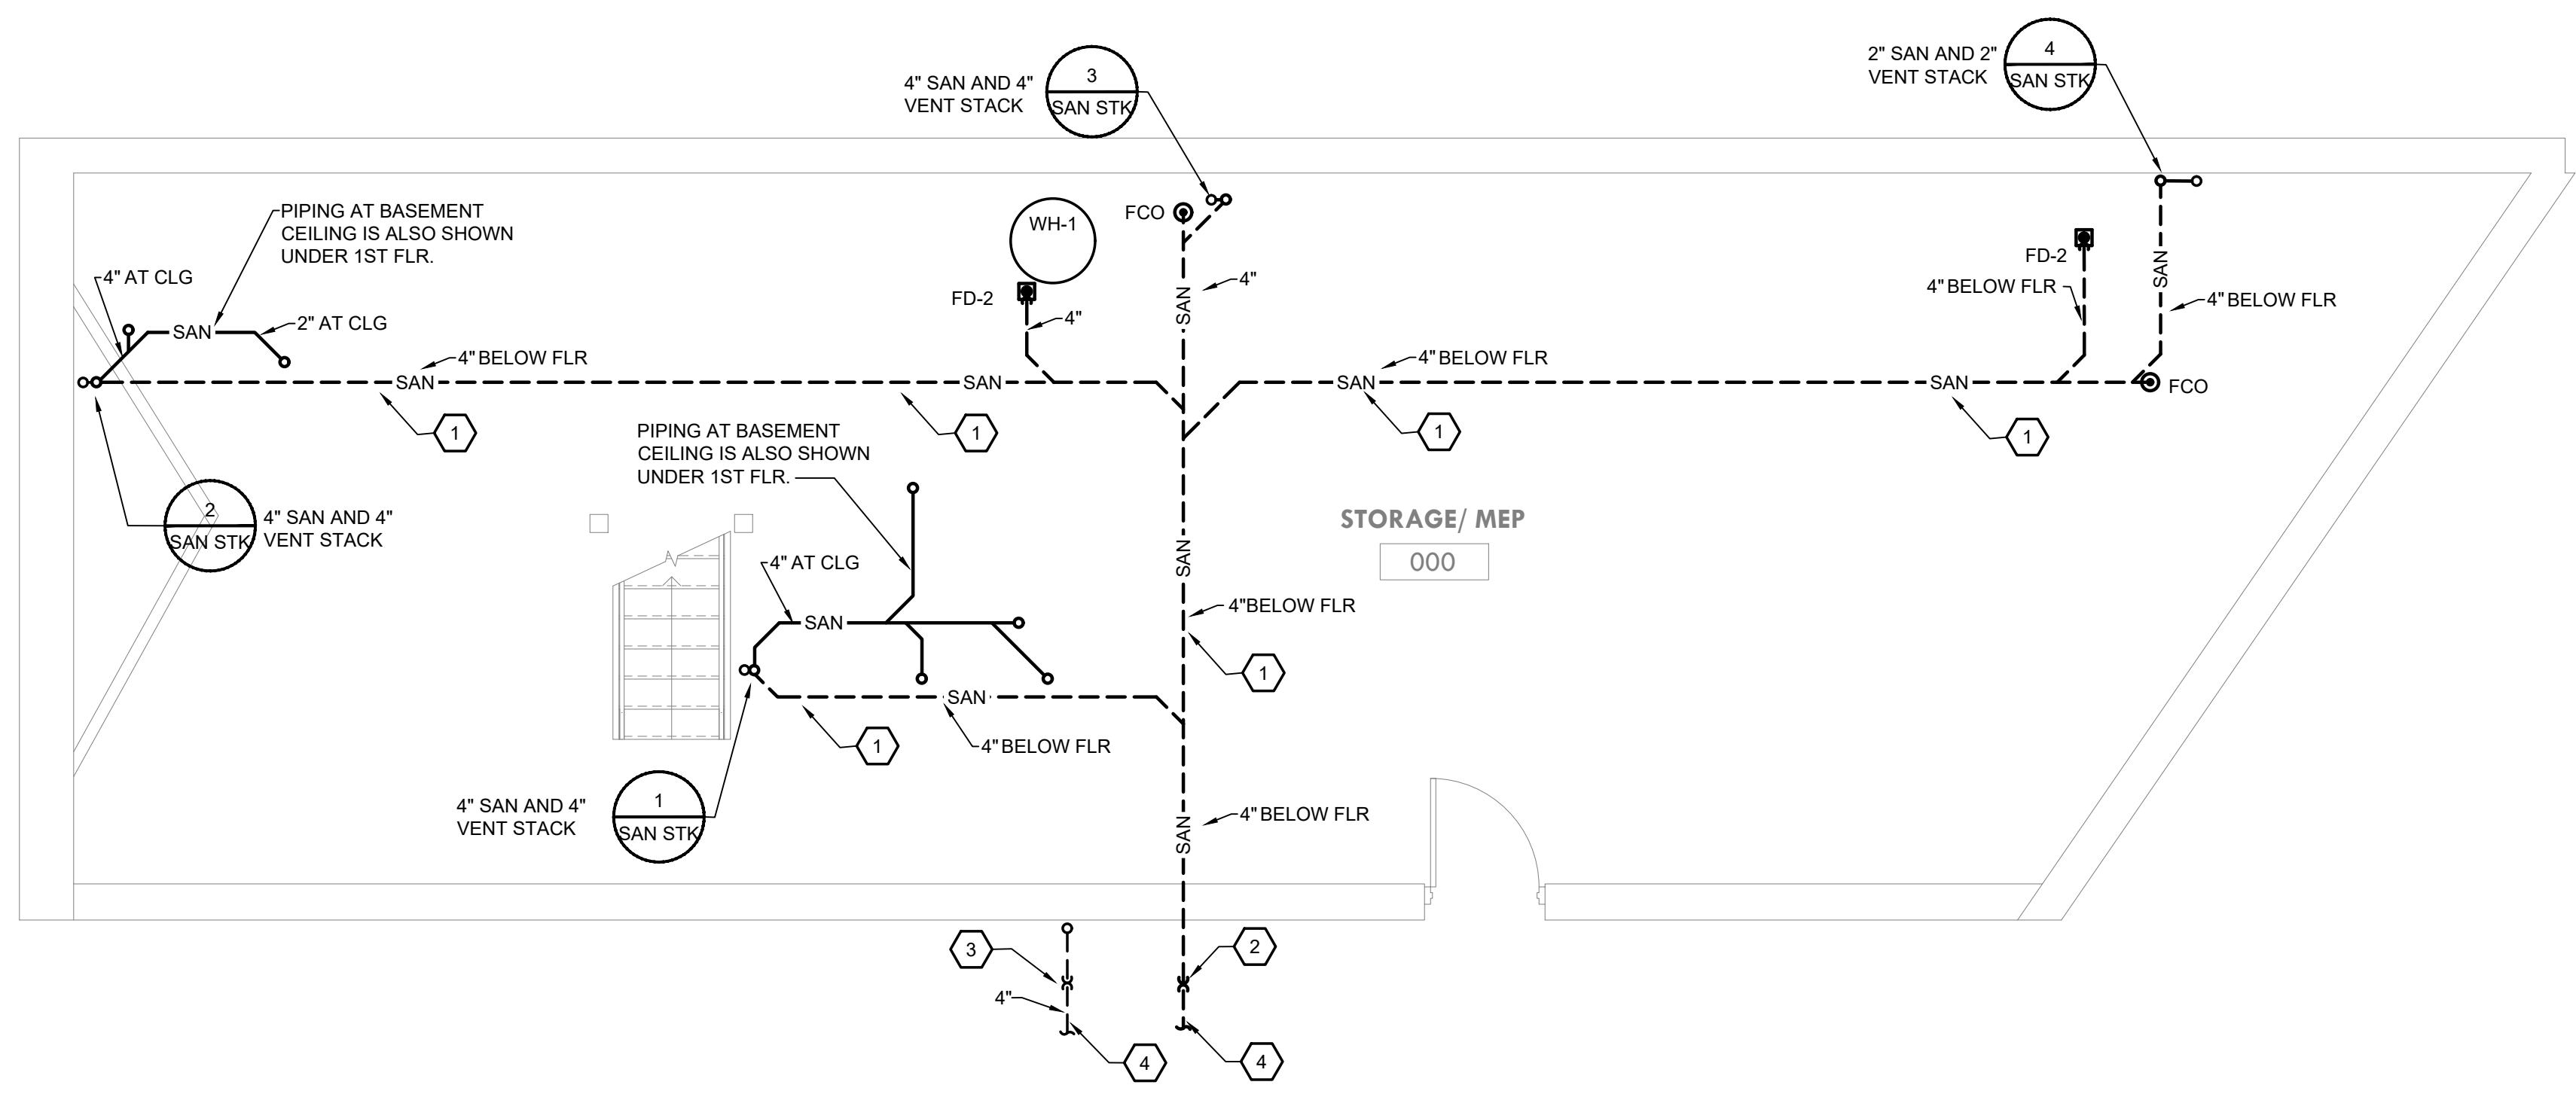 4" SAN AND 4"
VENT STACK
3
SAN STK
2" SAN AND 2"
VENT STACK
4
SAN STK
PIPING AT BASEMENT
CEILING IS ALSO SHOWN
UNDER 1ST FLR.
4" AT CLG
SAN
2" AT CLG
4" BELOW FLR
SAN
SAN
1
1
2
SAN STK
4" SAN AND 4"
VENT STACK
WH-1
FCO
FD-2
4"
SAN
4"
4" BELOW FLR
SAN
SAN
1
1
FD-2
4" BELOW FLR
SAN
4" BELOW FLR
FCO
PIPING AT BASEMENT
CEILING IS ALSO SHOWN
UNDER 1ST FLR.
4" AT CLG
SAN
SAN
1
4" BELOW FLR
4" SAN AND 4"
VENT STACK
1
SAN STK
STORAGE/ MEP
000
SAN
4"BELOW FLR
1
SAN
4" BELOW FLR
3
2
4"
4
4